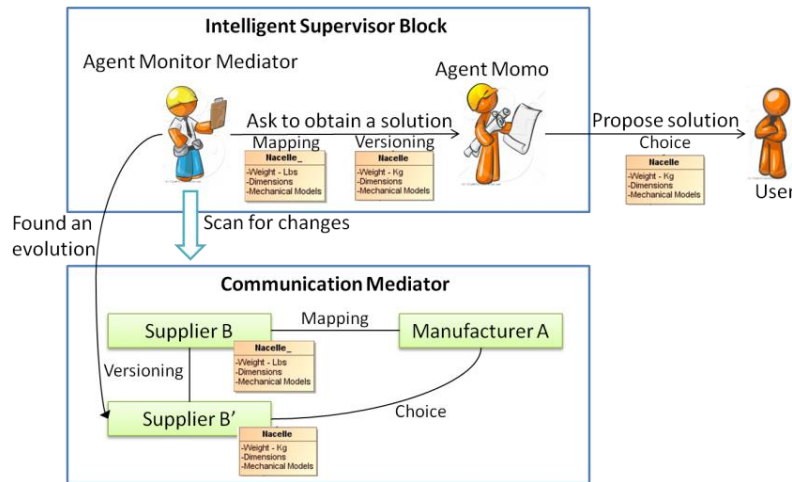 Intelligent Supervisor Block
Agent Monitor Mediator
Agent Momo
Ask to obtain a solution
Propose solution
Mapping
Versioning
Choice
Nacelle_
-Weight - Lbs
-Dimensions
-Mechanical Models
Nacelle
-Weight - Kg
-Dimensions
-Mechanical Models
Nacelle
-Weight - Kg
-Dimensions
-Mechanical Models
User
Found an
evolution
Scan for changes
Communication Mediator
Supplier B
Mapping
Manufacturer A
Nacelle_
-Weight - Lbs
-Dimensions
-Mechanical Models
Versioning
Supplier B’
Choice
Nacelle
-Weight - Kg
-Dimensions
-Mechanical Models